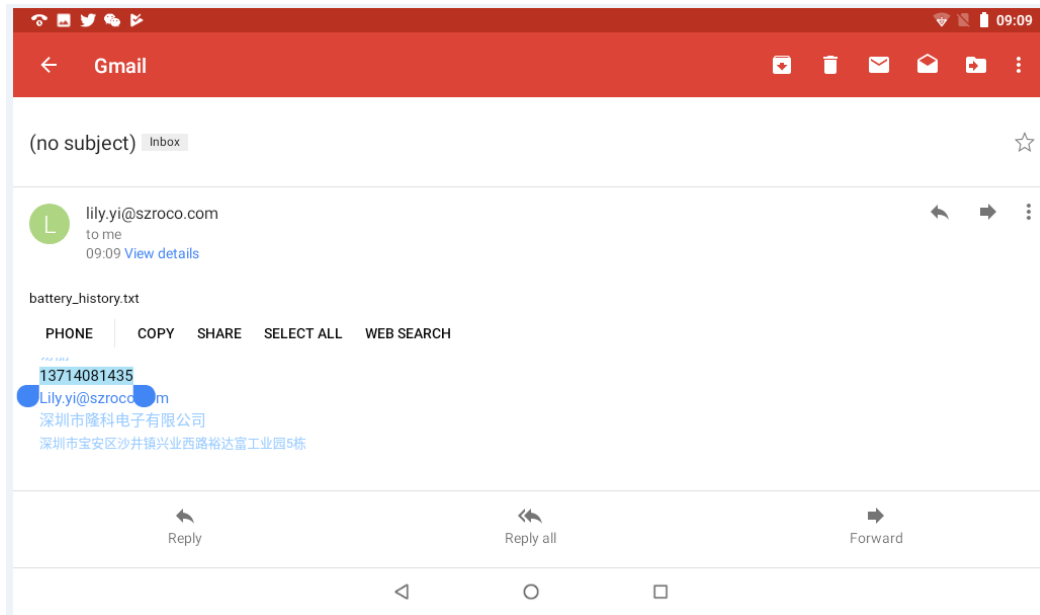 09:09
Gmail
(no subject) Inbox
L
lily.yi@szroco.com
to me
09:09 View details
battery_history.txt
PHONE COPY SHARE SELECT ALL WEB SEARCH
13714081435
Lily.yi@szroco m
深圳市隆科电子有限公司
深圳市宝安区沙井镇兴业西路裕达富工业园5栋
Reply Reply all Forward